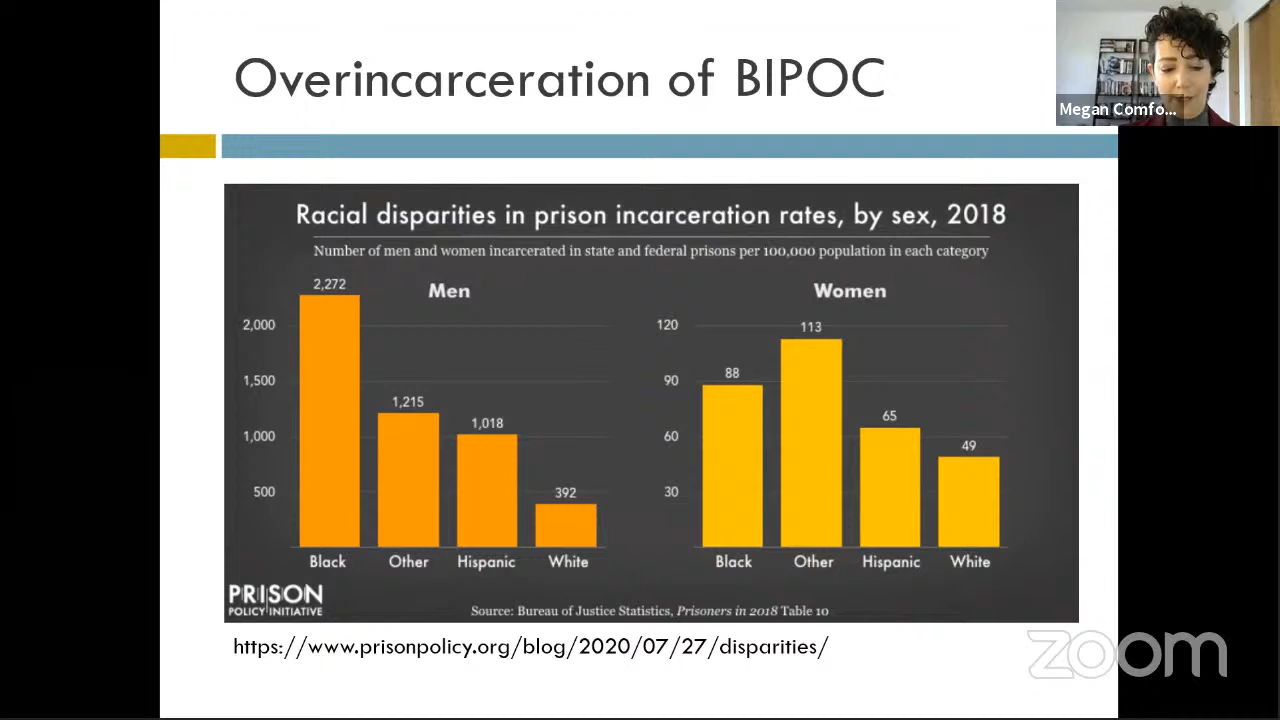 Overincarceration of BIPOC
Megan Comfo...
Racial disparities in prison incarceration rates, by sex, 2018
Number of men and women incarcerated in state and federal prisons per 100,000 population in each category
Men
2,272
2,000
1,500
1,000
500
1,215
1,018
392
Black Other Hispanic White
Women
120
90
60
30
88
113
65
49
Black Other Hispanic White
PRISON
POLICY INITIATIVE
Source: Bureau of Justice Statistics, Prisoners in 2018 Table 10
https://www.prisonpolicy.org/blog/2020/07/27/disparities/
zoom